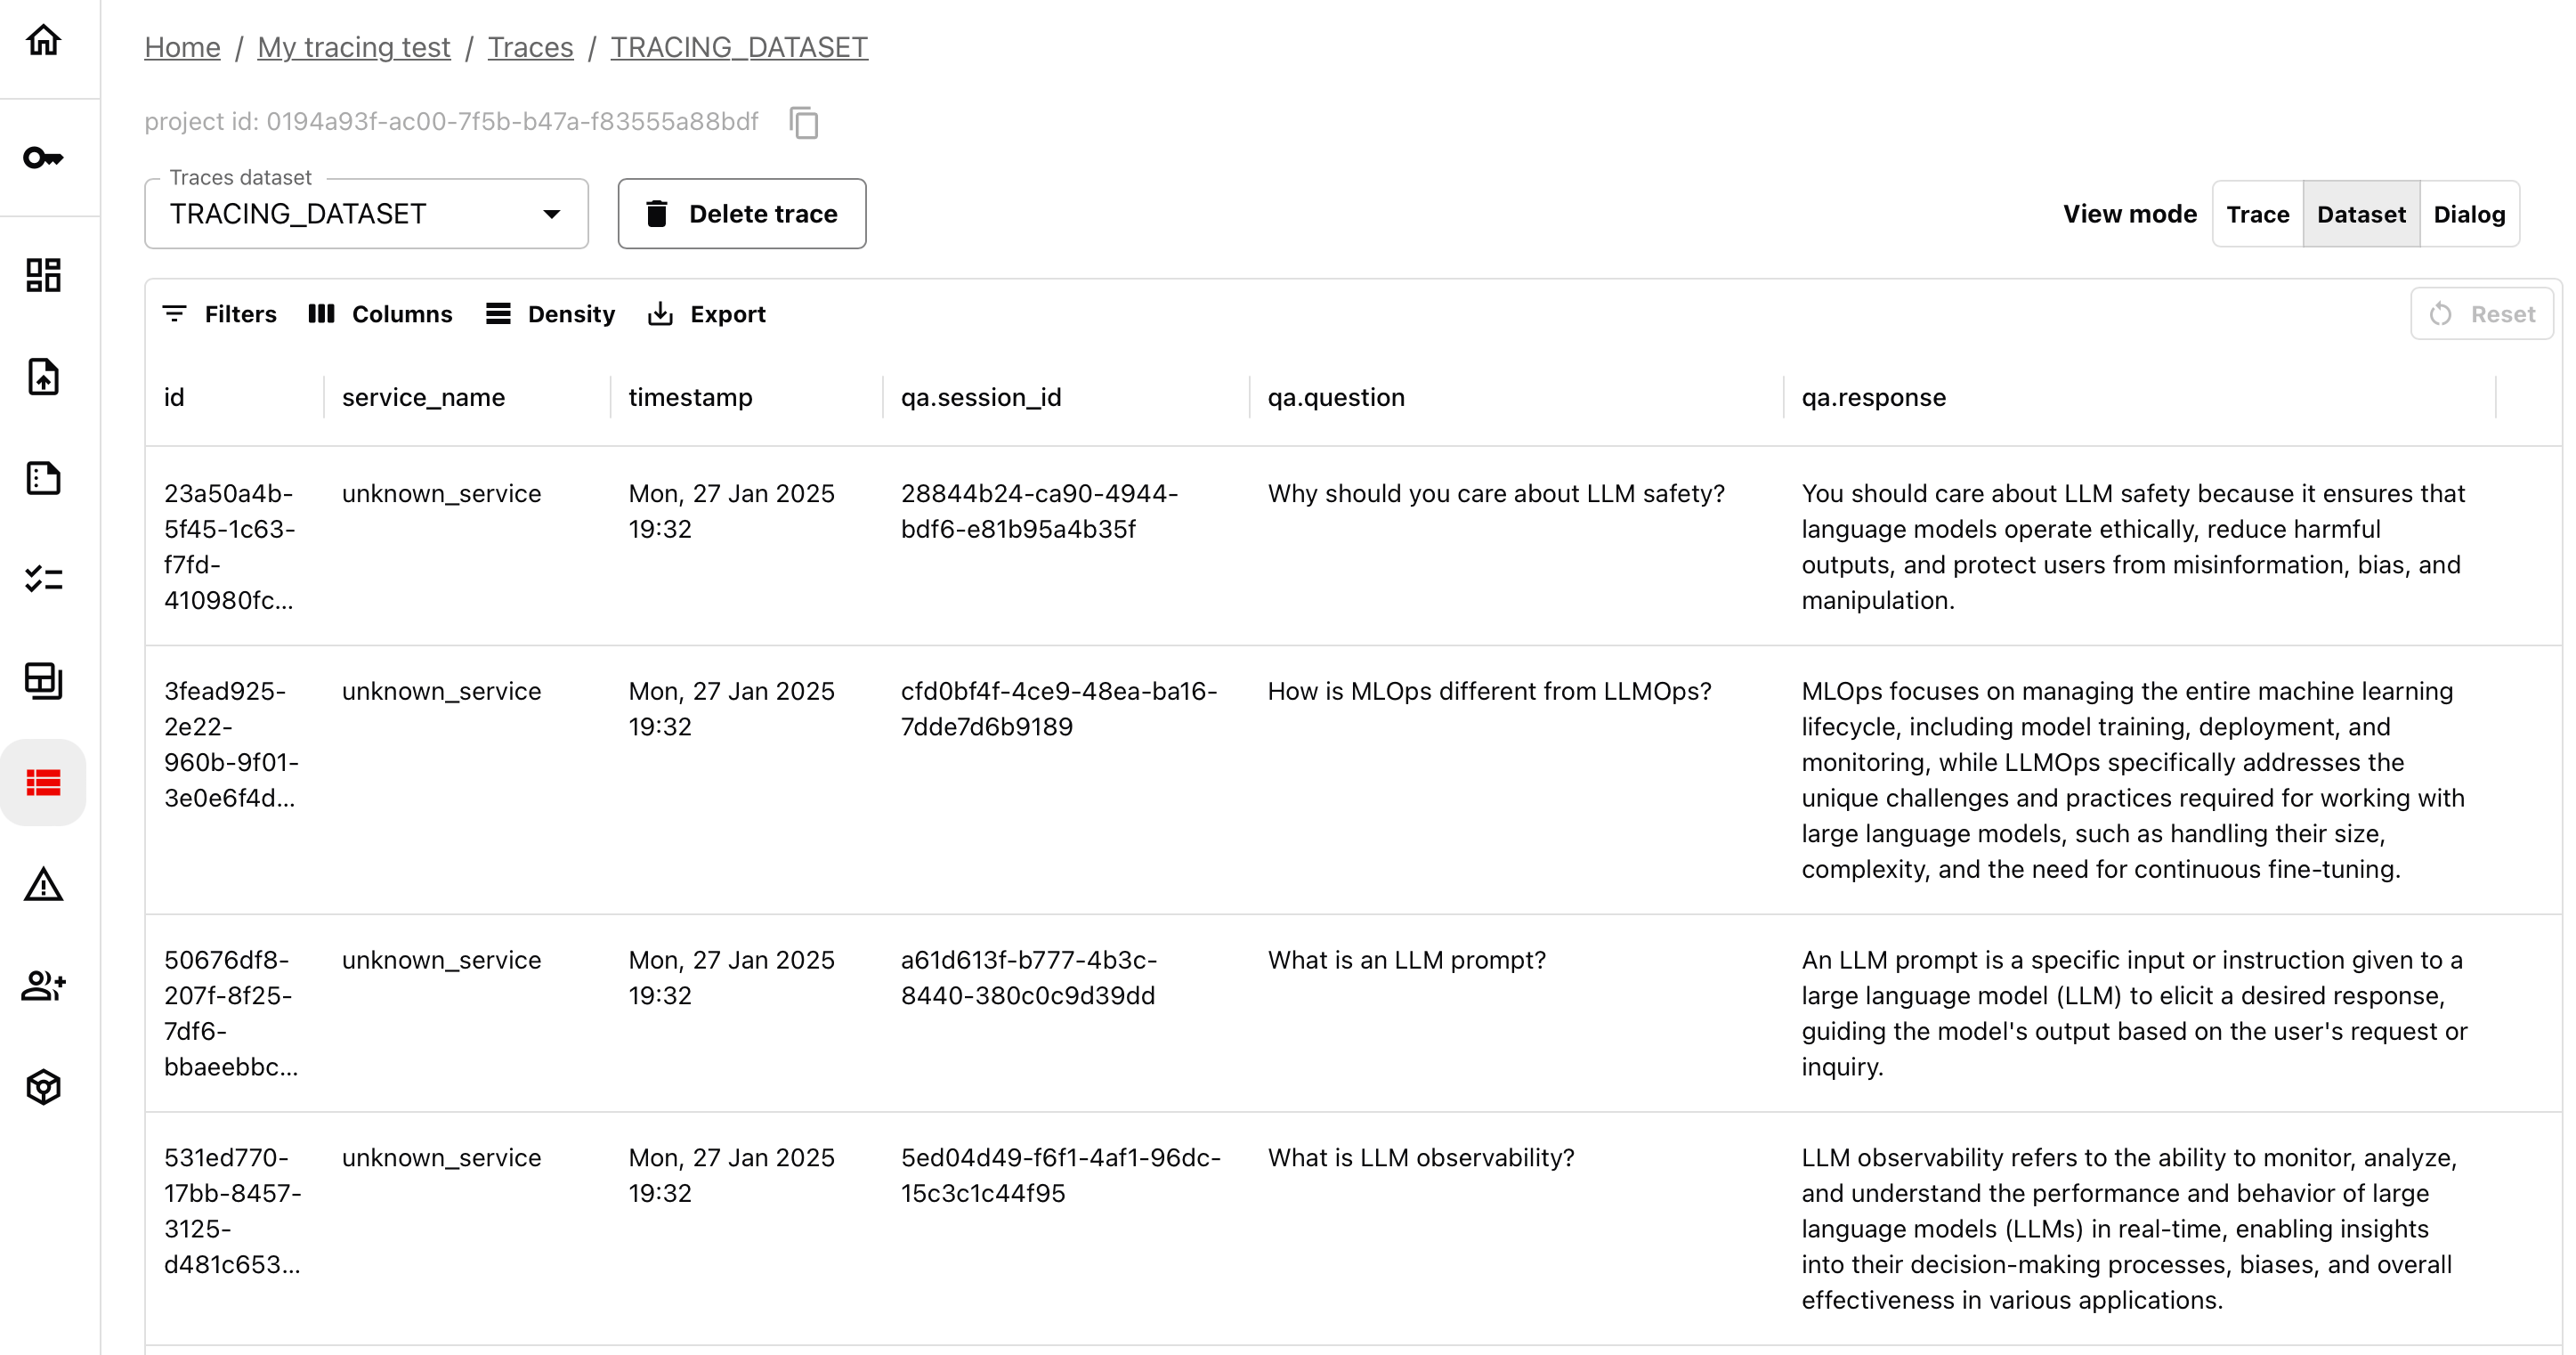 Home / My tracing test / Traces / TRACING_DATASET
project id: 0194a93f-ac00-7f5b-b47a-f83555a88bdf
Traces dataset
TRACING_DATASET
Delete trace
View mode
Trace
Dataset
Dialog
Filters
Columns
Density
Export
Reset
id
service_name
timestamp
qa.session_id
qa.question
qa.response
23a50a4b-
5f45-1c63-
f7fd-
410980fc...
unknown_service
Mon, 27 Jan 2025
19:32
28844b24-ca90-4944-
bdf6-e81b95a4b35f
Why should you care about LLM safety?
You should care about LLM safety because it ensures that
language models operate ethically, reduce harmful
outputs, and protect users from misinformation, bias, and
manipulation.
3fead925-
2e22-
960b-9f01-
3e0e6f4d...
unknown_service
Mon, 27 Jan 2025
19:32
cfd0bf4f-4ce9-48ea-ba16-
7dde7d6b9189
How is MLOps different from LLMOps?
MLOps focuses on managing the entire machine learning
lifecycle, including model training, deployment, and
monitoring, while LLMOps specifically addresses the
unique challenges and practices required for working with
large language models, such as handling their size,
complexity, and the need for continuous fine-tuning.
50676df8-
207f-8f25-
7df6-
bbaeebbc...
unknown_service
Mon, 27 Jan 2025
19:32
a61d613f-b777-4b3c-
8440-380c0c9d39dd
What is an LLM prompt?
An LLM prompt is a specific input or instruction given to a
large language model (LLM) to elicit a desired response,
guiding the model's output based on the user's request or
inquiry.
531ed770-
17bb-8457-
3125-
d481c653...
unknown_service
Mon, 27 Jan 2025
19:32
5ed04d49-f6f1-4af1-96dc-
15c3c1c44f95
What is LLM observability?
LLM observability refers to the ability to monitor, analyze,
and understand the performance and behavior of large
language models (LLMs) in real-time, enabling insights
into their decision-making processes, biases, and overall
effectiveness in various applications.